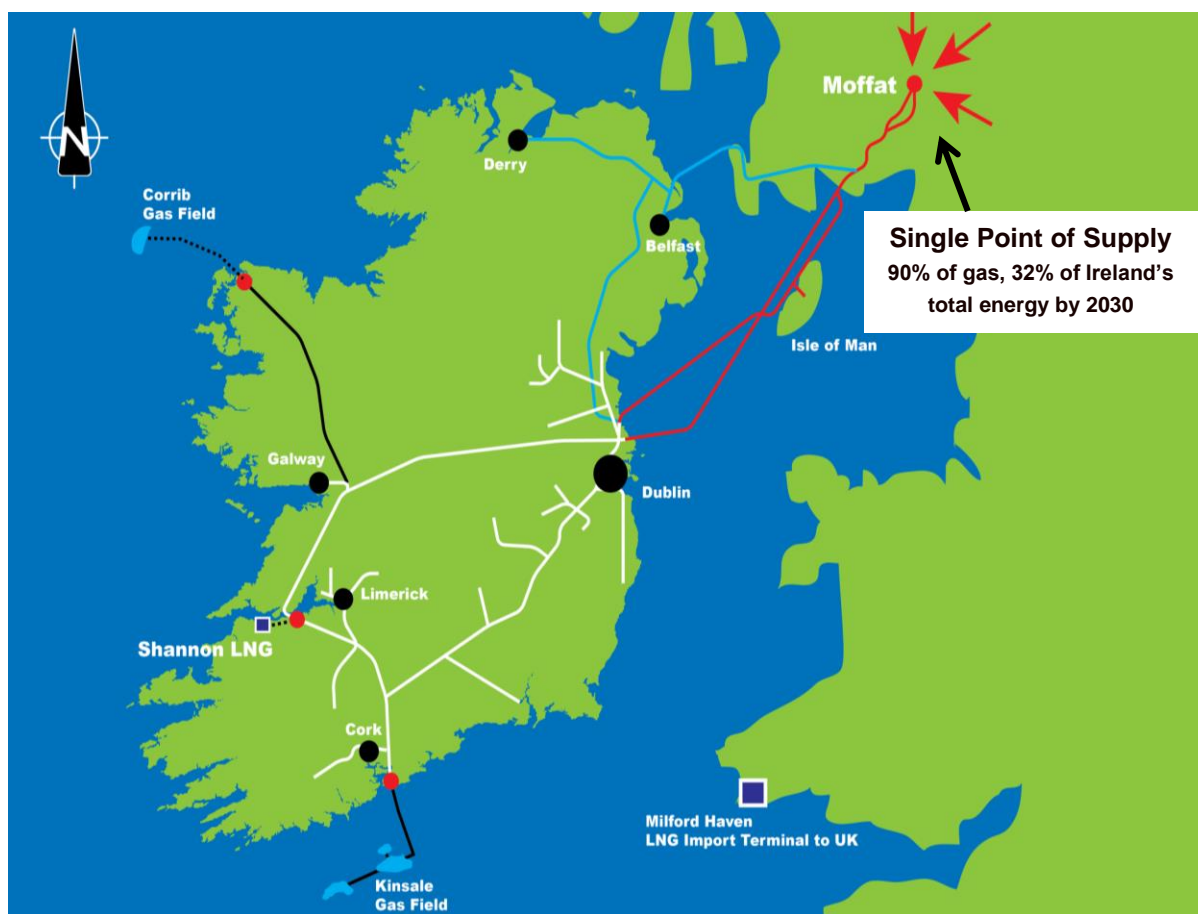 N
Moffat
Derry
Corrib
Gas Field
Belfast
Single Point of Supply
90% of gas, 32% of Ireland's
total energy by 2030
Isle of Man
Galway
Dublin
Limerick
Shannon LNG
Cork
Milford Haven
LNG Import Terminal to UK
Kinsale
Gas Field